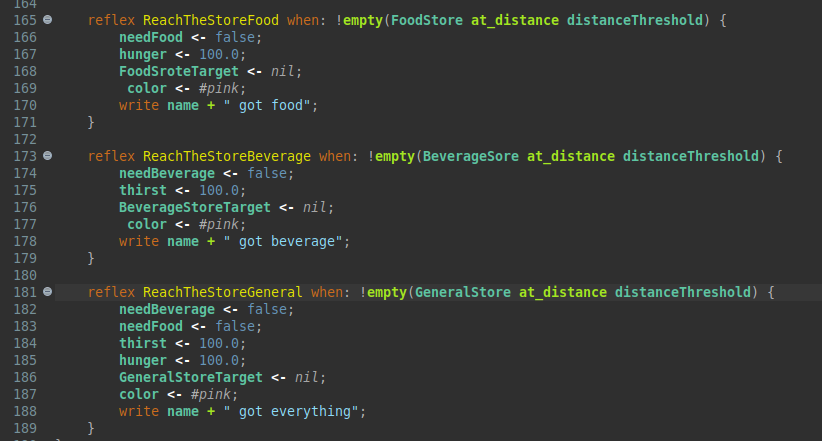 164
165 reflex ReachTheStoreFood when: !empty(FoodStore at_distance distanceThreshold) {
166 needFood <- false;
167 hunger <- 100.0;
168 FoodSroteTarget <- nil;
169 color <- #pink;
170 write name + " got food";
171 }
172
173 reflex ReachTheStoreBeverage when: !empty(BeverageSore at_distance distanceThreshold) {
174 needBeverage <- false;
175 thirst <- 100.0;
176 BeverageStoreTarget <- nil;
177 color <- #pink;
178 write name + " got beverage";
179 }
180
181 reflex ReachTheStoreGeneral when: !empty(GeneralStore at_distance distanceThreshold) {
182 needBeverage <- false;
183 needFood <- false;
184 thirst <- 100.0;
185 hunger <- 100.0;
186 GeneralStoreTarget <- nil;
187 color <- #pink;
188 write name + " got everything";
189 }